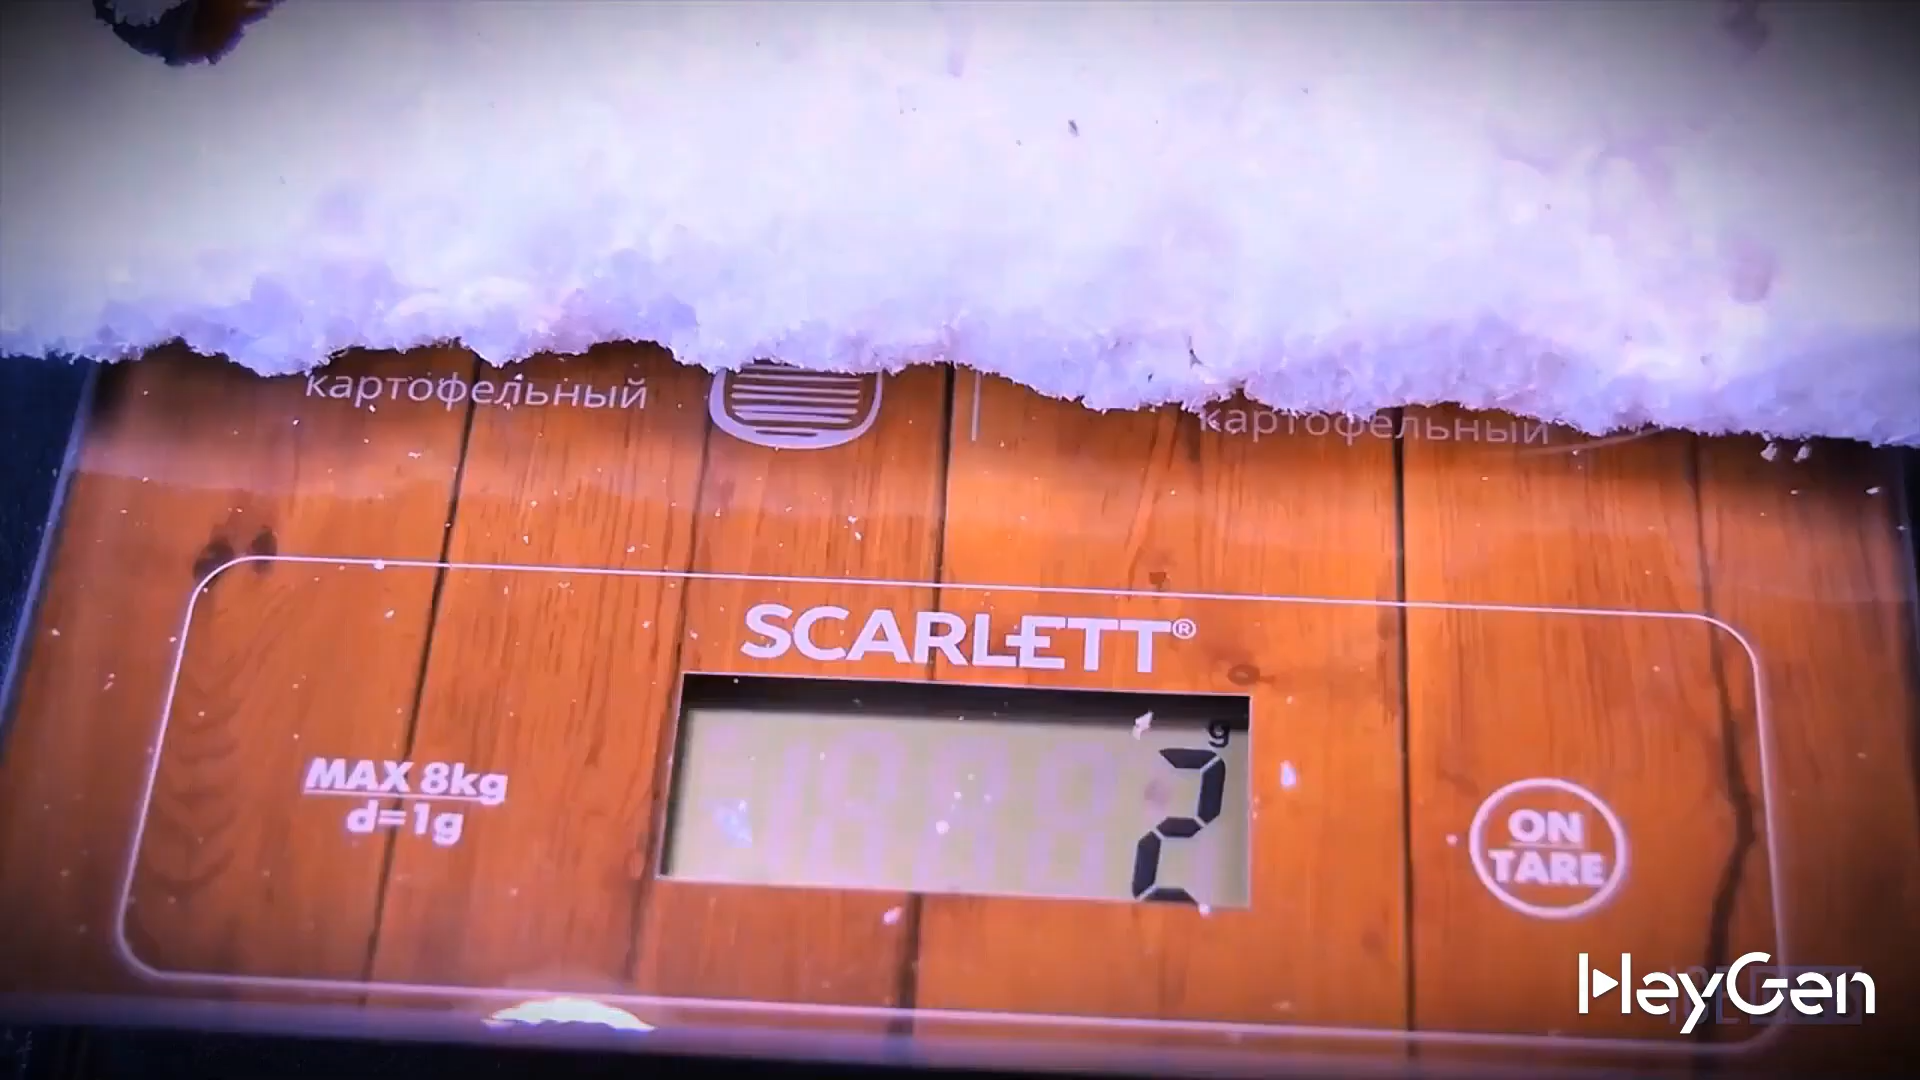 картофельный
картофельный
SCARLETT®
g
2
MAX 8kg
d=1g
ON
TARE
HeyGen